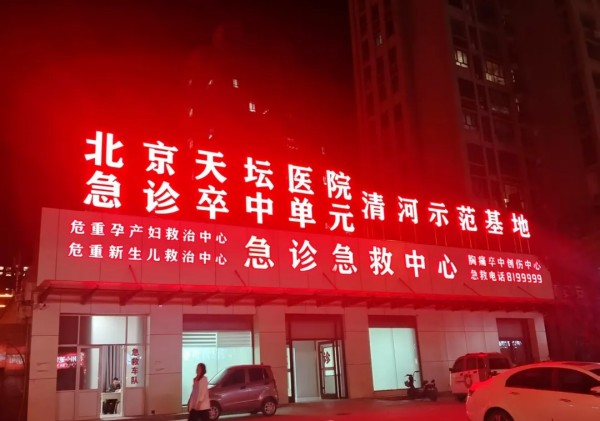 北京天坛医院
急诊卒中单元清河示范基地
危重孕产妇救治中心
危重新生儿救治中心
急诊急救中心
胸痛卒中创伤中心
急救电话8199999
急救车队
诊